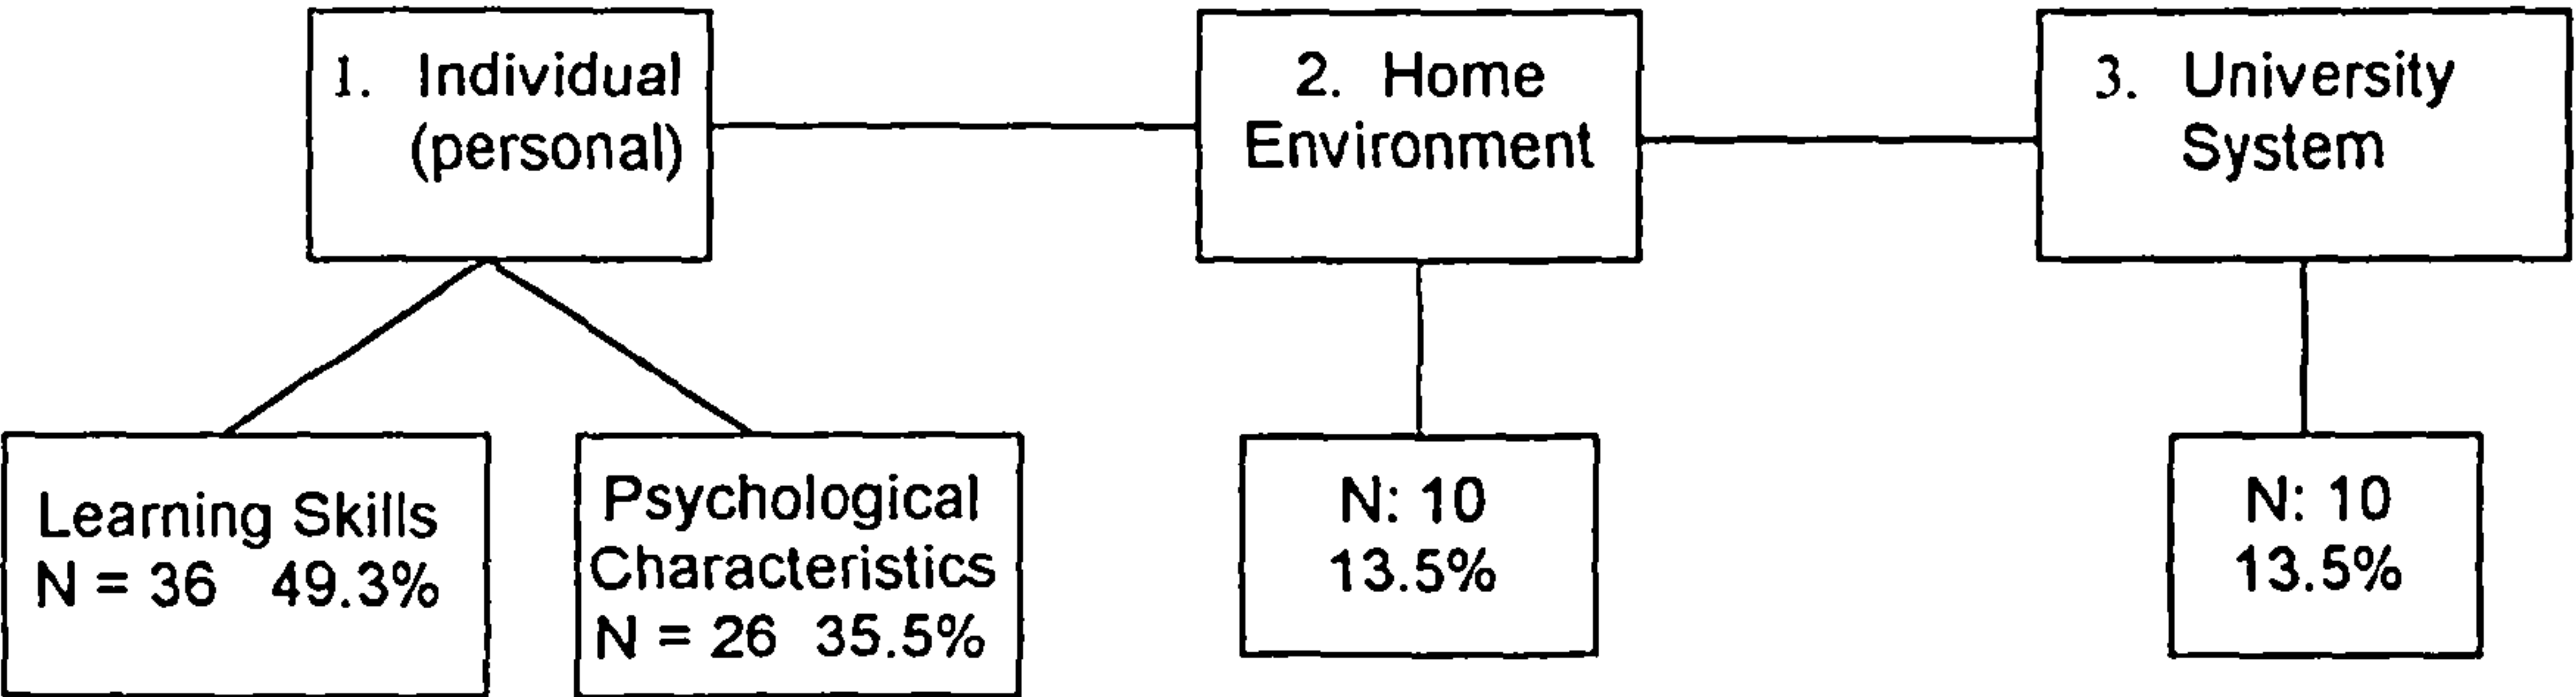 1. Individual
(personal)
2. Home
Environment
3. University
System
Learning Skills
N = 36 49.3%
Psychological
Characteristics
N = 26 35.5%
N: 10
13.5%
N: 10
13.5%